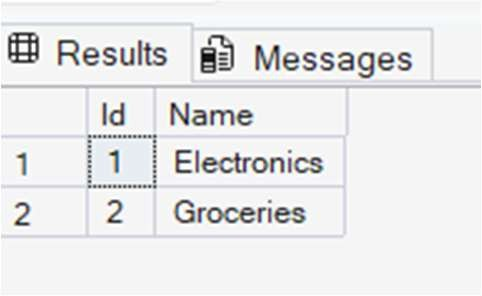 Results Messages
Id Name
1 1 Electronics
2 2 Groceries